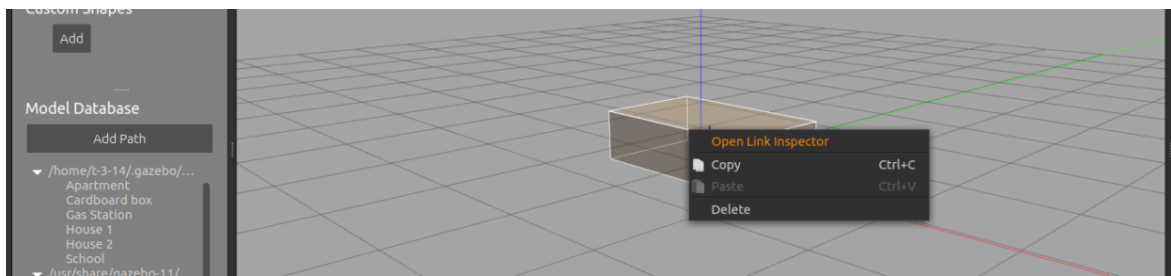 Custom Shapes
Add
Model Database
Add Path
/home/t-3-14/.gazebo/...
Apartment
Cardboard box
Gas Station
House 1
House 2
School
/usr/share/gazebo-11/...
Open Link Inspector
Copy Ctrl+C
Paste Ctrl+V
Delete